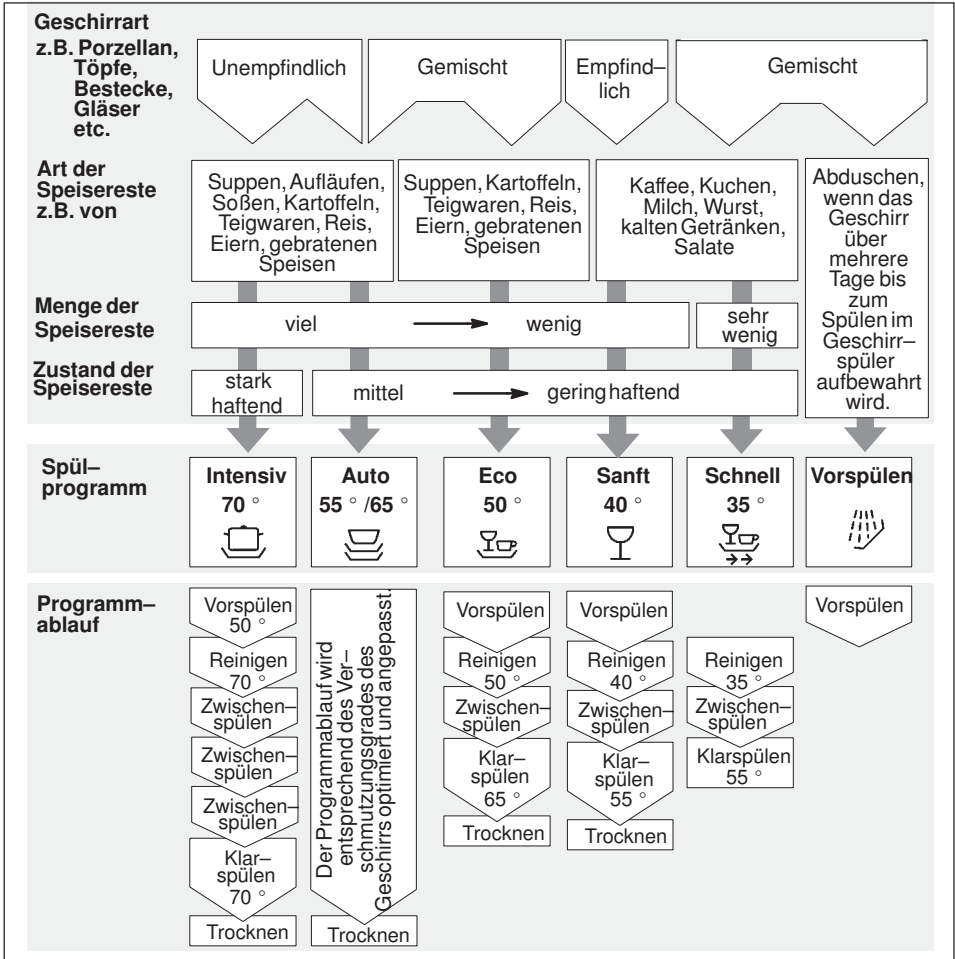 Geschirrart
z.B. Porzellan,
Töpfe,
Bestecke,
Gläser
etc.
Unempfindlich
Gemischt
Empfind–
lich
Gemischt
Art der
Speisereste
z.B. von
Suppen, Aufläufen,
Soßen, Kartoffeln,
Teigwaren, Reis,
Eiern, gebratenen
Speisen
Suppen, Kartoffeln,
Teigwaren, Reis,
Eiern, gebratenen
Speisen
Kaffee, Kuchen,
Milch, Wurst,
kalten Getränken,
Salate
Abduschen,
wenn das
Geschirr
über
mehrere
Tage bis
zum
Spülen im
Geschirr–
spüler
aufbewahrt
wird.
Menge der
Speisereste
viel
wenig
sehr
wenig
Zustand der
Speisereste
stark
haftend
mittel
gering haftend
Spül–
programm
Intensiv
70 °
Auto
55 ° /65 °
Eco
50 °
Sanft
40 °
Schnell
35 °
Vorspülen
Programm–
ablauf
Vorspülen
50 °
Reinigen
70 °
Zwischen–
spülen
Zwischen–
spülen
Zwischen–
spülen
Klar–
spülen
70 °
Trocknen
Der Programmablauf wird
entsprechend des Ver–
schmutzungsgrades des
Geschirrs optimiert und angepasst.
Trocknen
Vorspülen
Reinigen
50 °
Zwischen–
spülen
Klar–
spülen
65 °
Trocknen
Vorspülen
Reinigen
40 °
Zwischen–
spülen
Klar–
spülen
55 °
Trocknen
Reinigen
35 °
Zwischen–
spülen
Klarspülen
55 °
Vorspülen